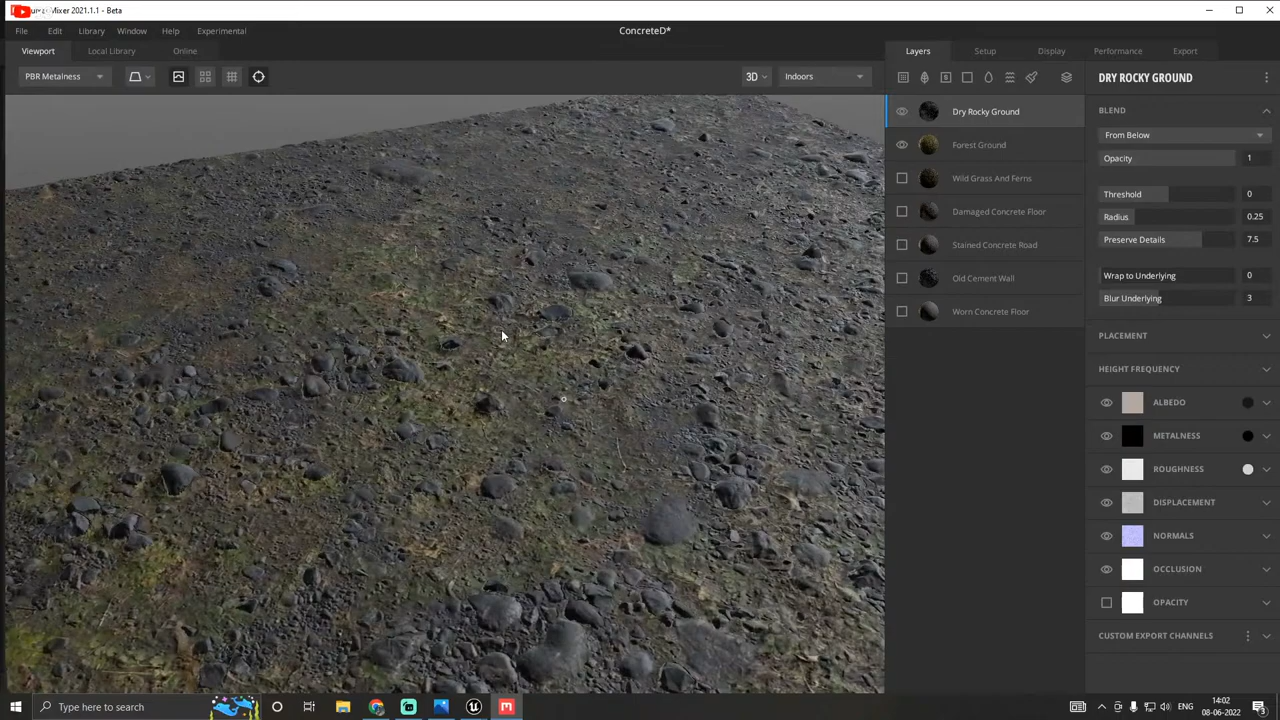 Mixer 2021.1.1 - Beta
File Edit Library Window Help Experimental
ConcreteD*
Viewport Local Library Online
Layers Setup Display Performance Export
PBR Metalness
3D
Indoors
DRY ROCKY GROUND
Dry Rocky Ground
Forest Ground
Wild Grass And Ferns
Damaged Concrete Floor
Stained Concrete Road
Old Cement Wall
Worn Concrete Floor
BLEND
From Below
Opacity 1
Threshold 0
Radius 0.25
Preserve Details 7.5
Wrap to Underlying 0
Blur Underlying 3
PLACEMENT
HEIGHT FREQUENCY
ALBEDO
METALNESS
ROUGHNESS
DISPLACEMENT
NORMALS
OCCLUSION
OPACITY
CUSTOM EXPORT CHANNELS
Type here to search
14:02
08-06-2022
3